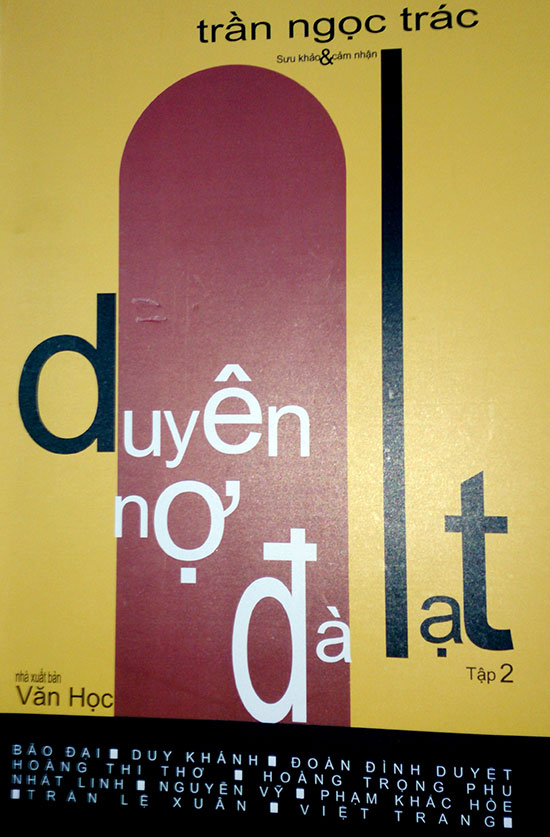 trần ngọc trác
Sưu khảo & cảm nhận
duyên
nợ
đà lạt
Tập 2
nhà xuất bản
Văn Học
BẢO ĐẠI ■ DUY KHÁNH ■ ĐOÀN ĐÌNH DUYỆT
HOÀNG THỊ THƠ ■ HOÀNG TRỌNG PHU
NHẤT LINH ■ NGUYỄN VỸ ■ PHẠM KHẮC HÒE
■ TRẦN LỆ XUÂN ■ VIỆT TRANG ■